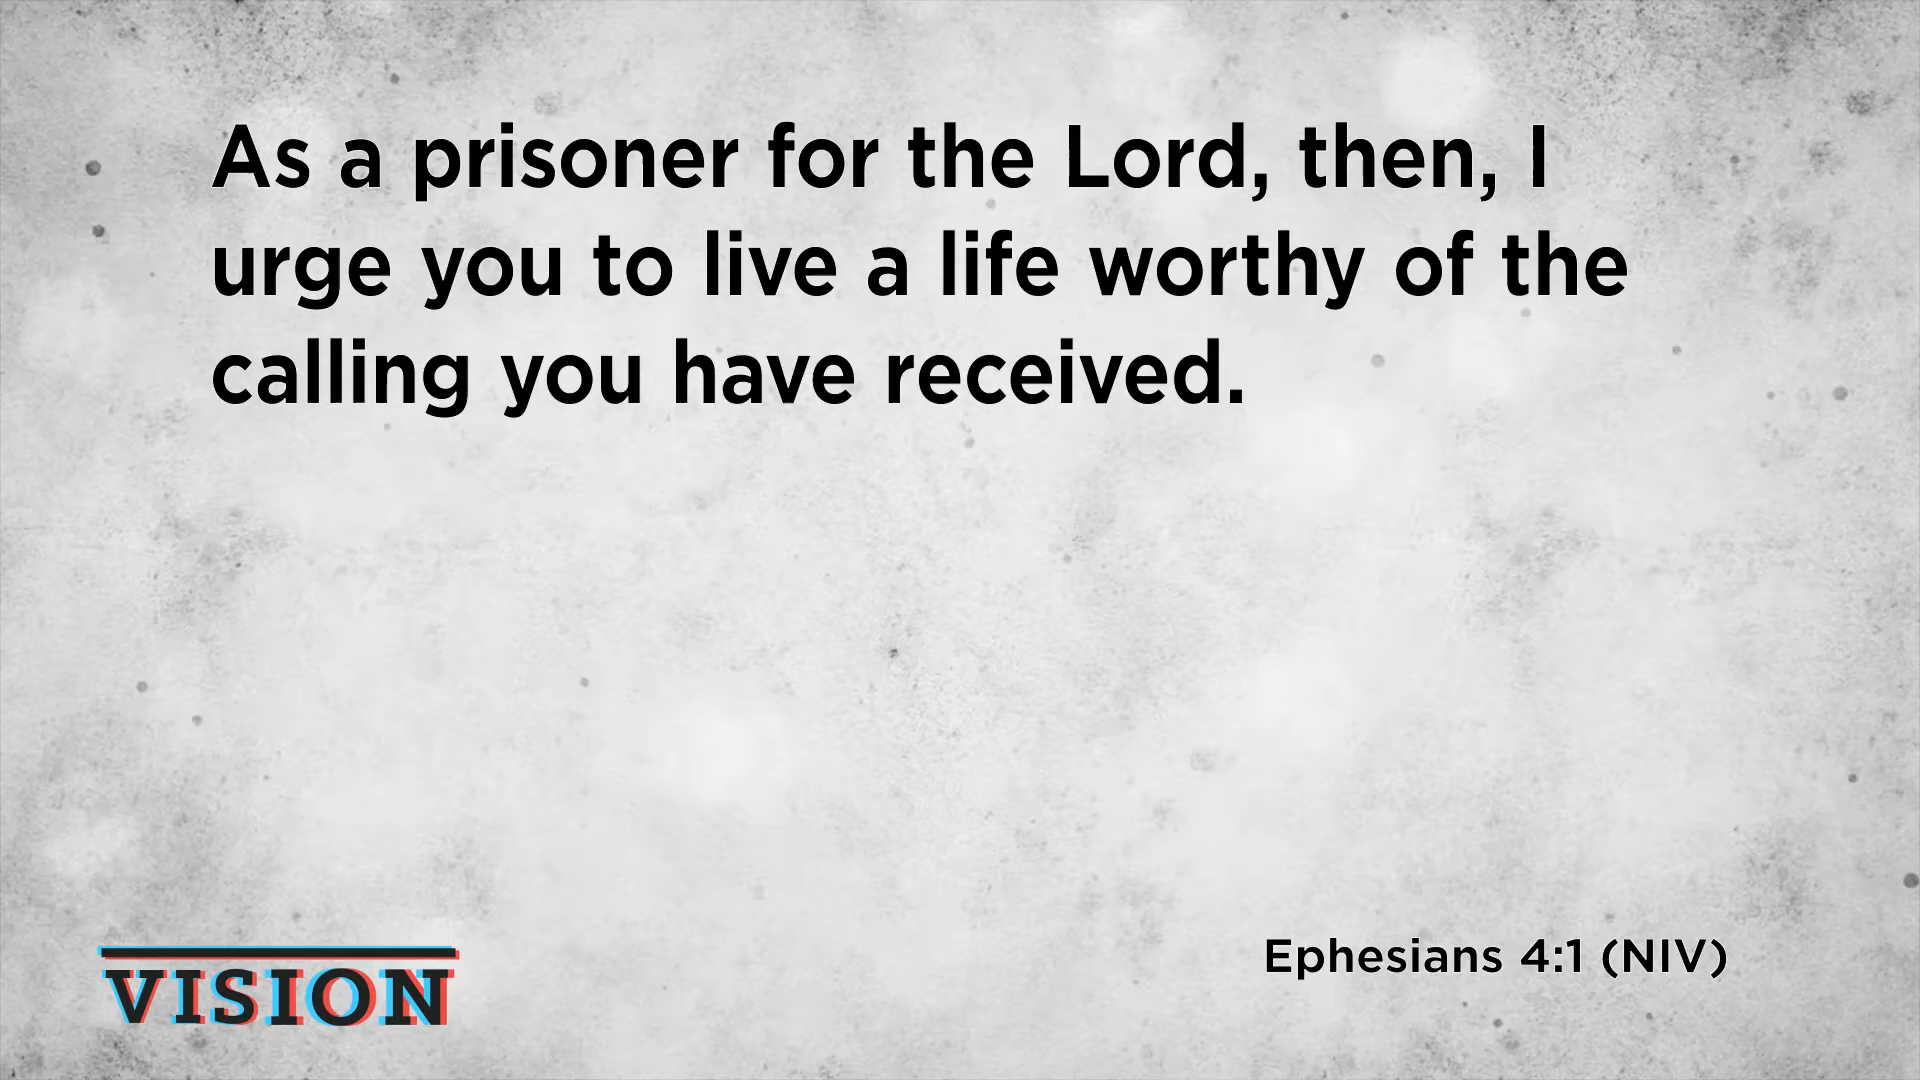 As a prisoner for the Lord, then, I
urge you to live a life worthy of the
calling you have received.
Ephesians 4:1 (NIV)
VISION